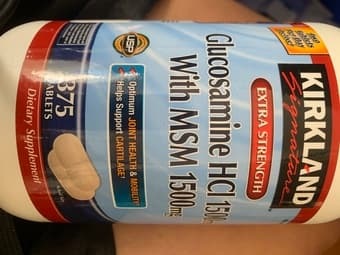 KIRKLAND
Signature
EXTRA STRENGTH
Glucosamine HCl 1500
With MSM 1500mg
USP
Optimum JOINT HEALTH & MOBILITY
Helps Support CARTILAGE
375
TABLETS
Dietary Supplement